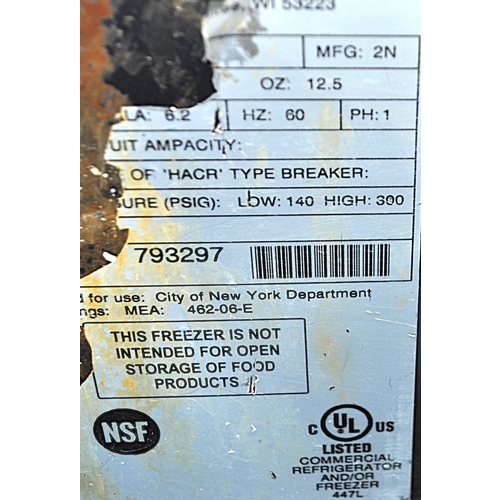 WI 53223
MFG: 2N
OZ: 12.5
LA: 6.2 HZ: 60 PH: 1
UIT AMPACITY:
OF 'HACR' TYPE BREAKER:
URE (PSIG): LOW: 140 HIGH: 300
793297
d for use: City of New York Department
ngs: MEA: 462-06-E
THIS FREEZER IS NOT
INTENDED FOR OPEN
STORAGE OF FOOD
PRODUCTS
NSF
C UL US
LISTED
COMMERCIAL
REFRIGERATOR
AND/OR
FREEZER
447L